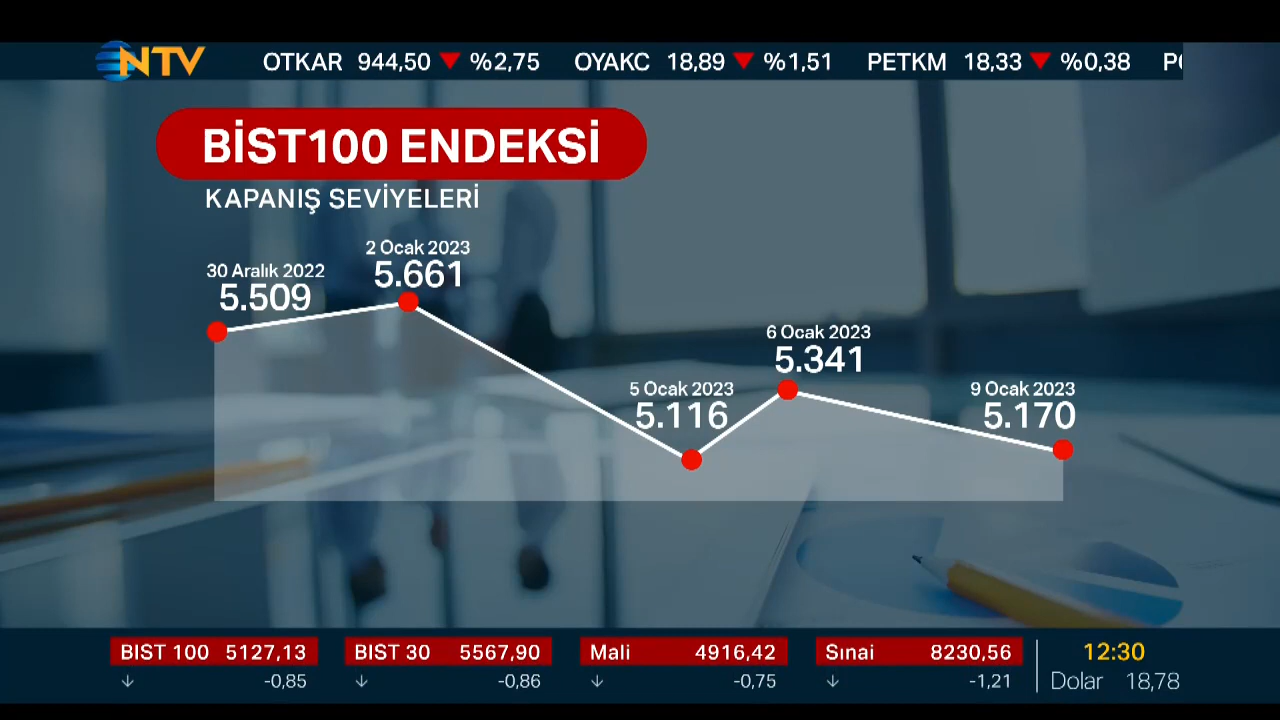 NTV OTKAR 944,50 %2,75 OYAKC 18,89 %1,51 PETKM 18,33 %0,38
BİST100 ENDEKSİ
KAPANIŞ SEVİYELERİ
30 Aralık 2022
5.509
2 Ocak 2023
5.661
5 Ocak 2023
5.116
6 Ocak 2023
5.341
9 Ocak 2023
5.170
BIST 100 5127,13 BIST 30 5567,90 Mali 4916,42 Sınai 8230,56 12:30
-0,85 -0,86 -0,75 -1,21 Dolar 18,78